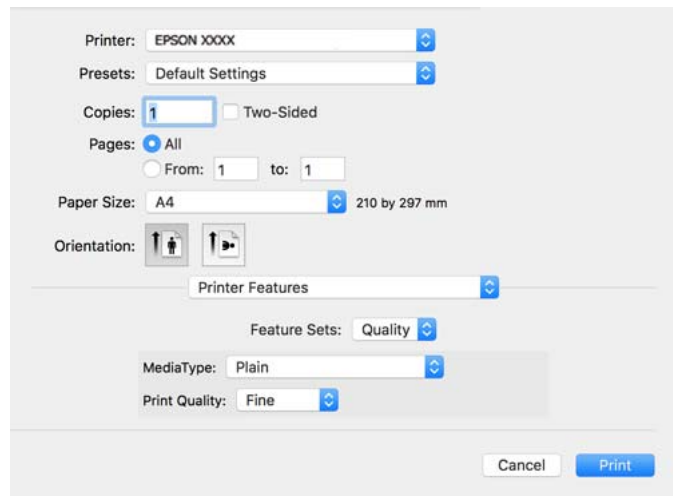 Printer: EPSON XXXX
Presets: Default Settings
Copies: 1 Two-Sided
Pages: All
From: 1 to: 1
Paper Size: A4 210 by 297 mm
Orientation:
Printer Features
Feature Sets: Quality
MediaType: Plain
Print Quality: Fine
Cancel Print